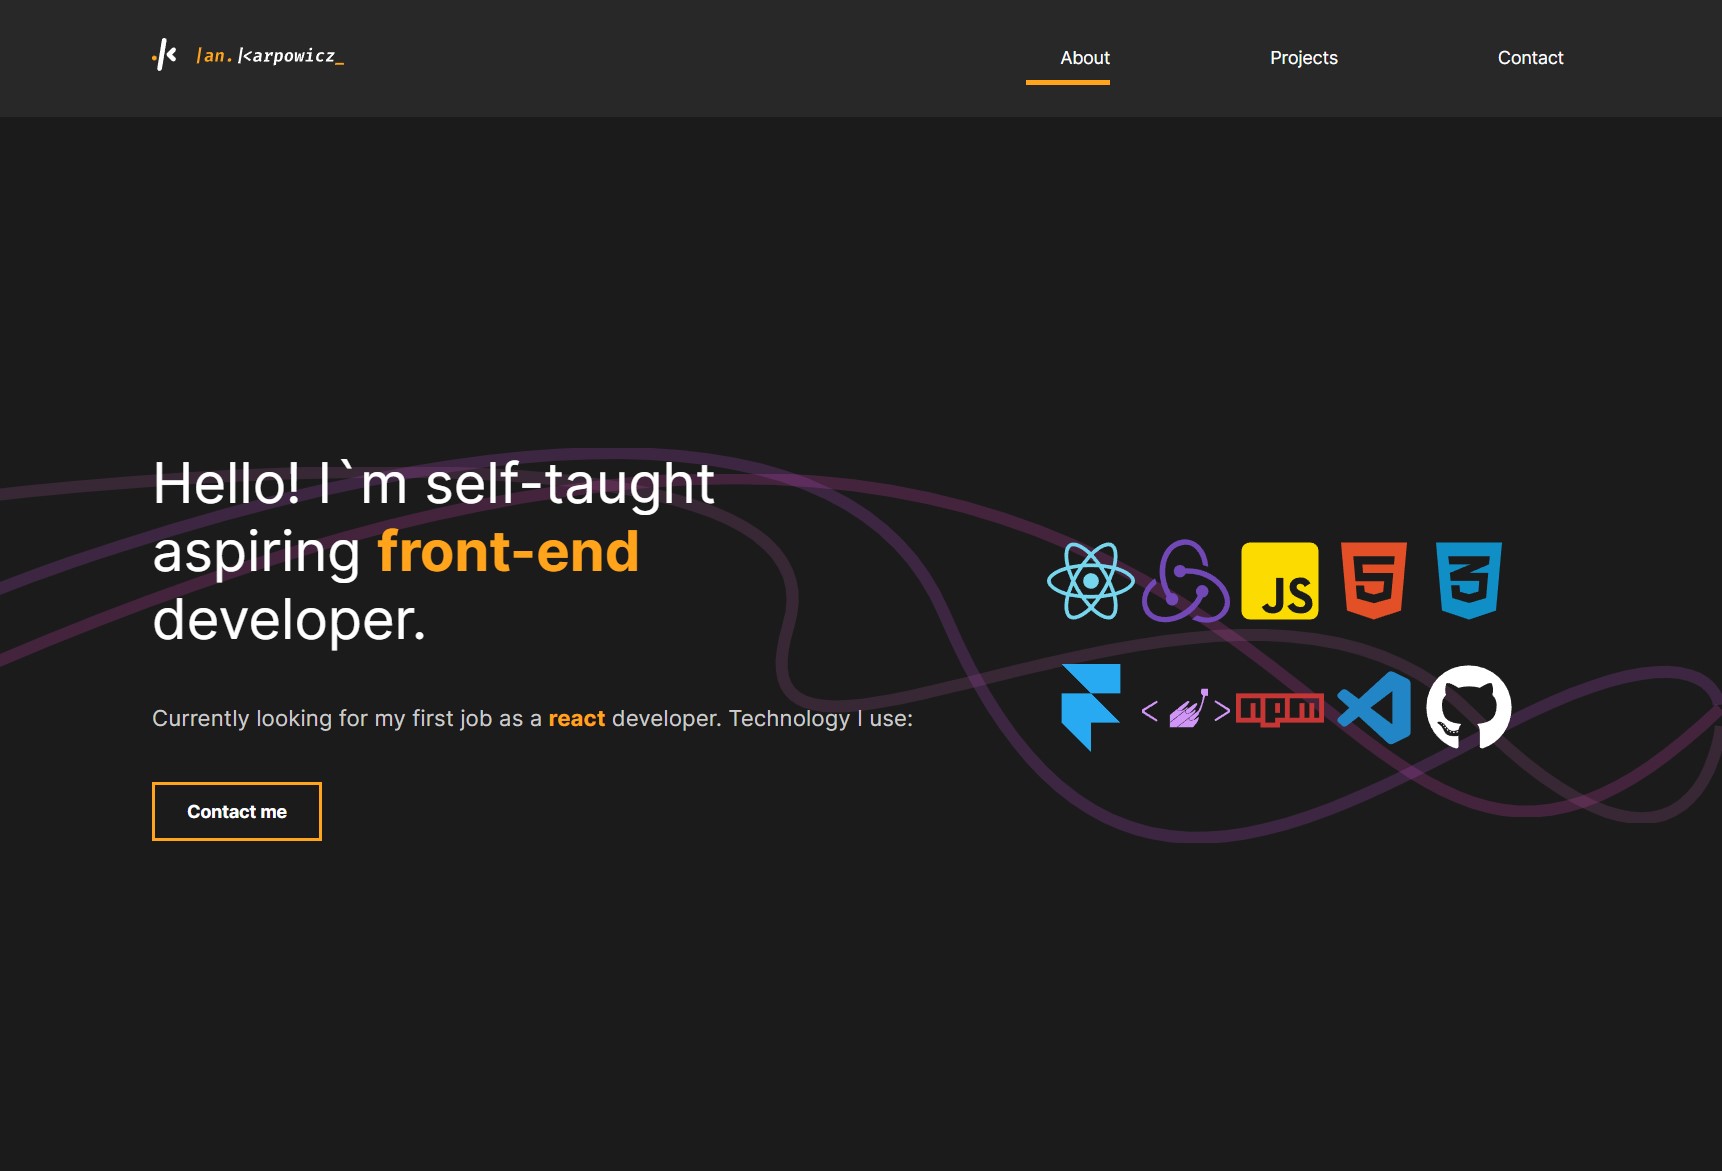 |an.|<arpowicz_
About
Projects
Contact
Hello! I`m self-taught
aspiring front-end
developer.
JS
Currently looking for my first job as a react developer. Technology I use:
< > npm
Contact me